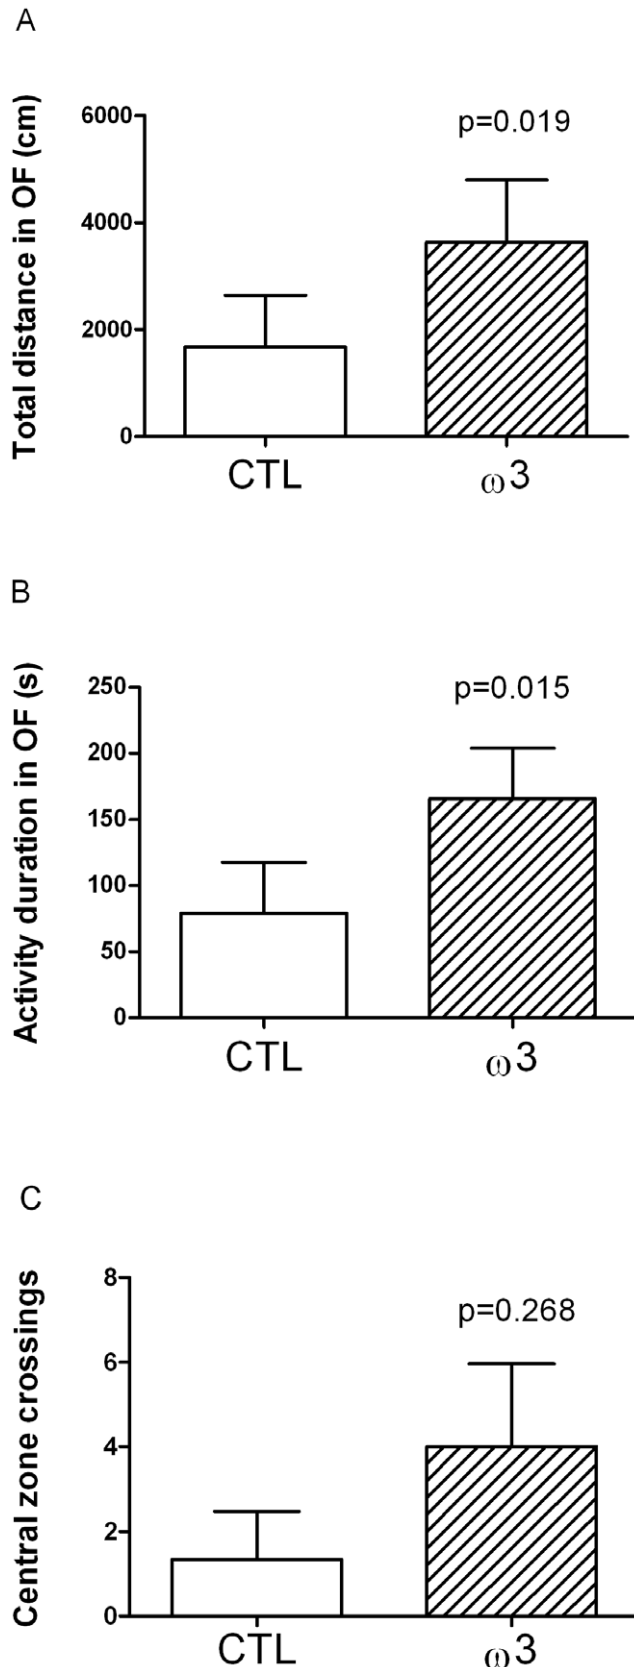 A
Total distance in OF (cm)
6000
4000
2000
0
p=0.019
CTL
ω3
B
Activity duration in OF (s)
250
200
150
100
50
0
p=0.015
CTL
ω3
C
Central zone crossings
8
6
4
2
0
p=0.268
CTL
ω3